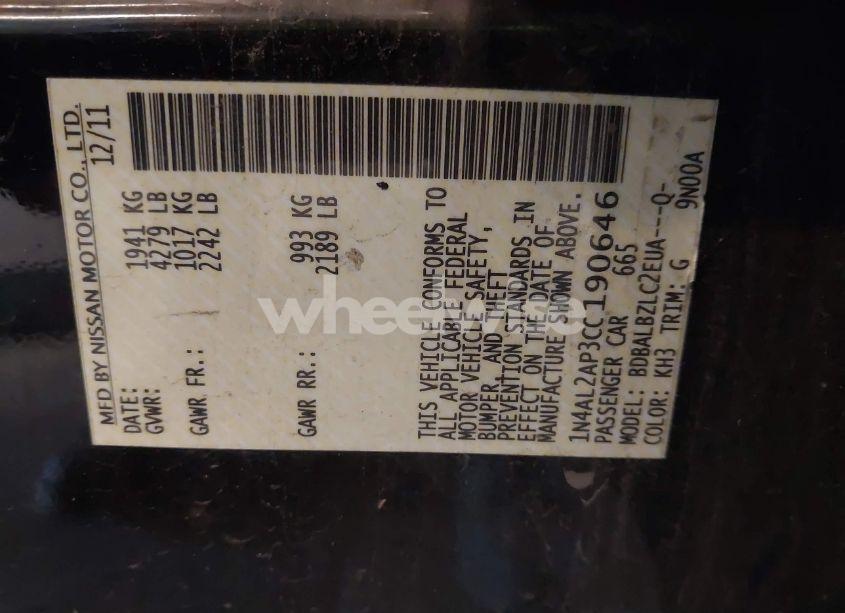 MFD BY NISSAN MOTOR CO., LTD.
DATE: 12/11
GVWR: 1941 KG
4279 LB
GAWR FR.: 1017 KG
2242 LB
GAWR RR.: 993 KG
2189 LB
THIS VEHICLE CONFORMS TO
ALL APPLICABLE FEDERAL
MOTOR VEHICLE SAFETY,
BUMPER, AND THEFT
PREVENTION STANDARDS IN
EFFECT ON THE DATE OF
MANUFACTURE SHOWN ABOVE.
1N4AL2AP3CC190646
PASSENGER CAR 665
MODEL: BDBALBZLC2EUA---Q-
COLOR: KH3 TRIM: G 9N00A
wheewise